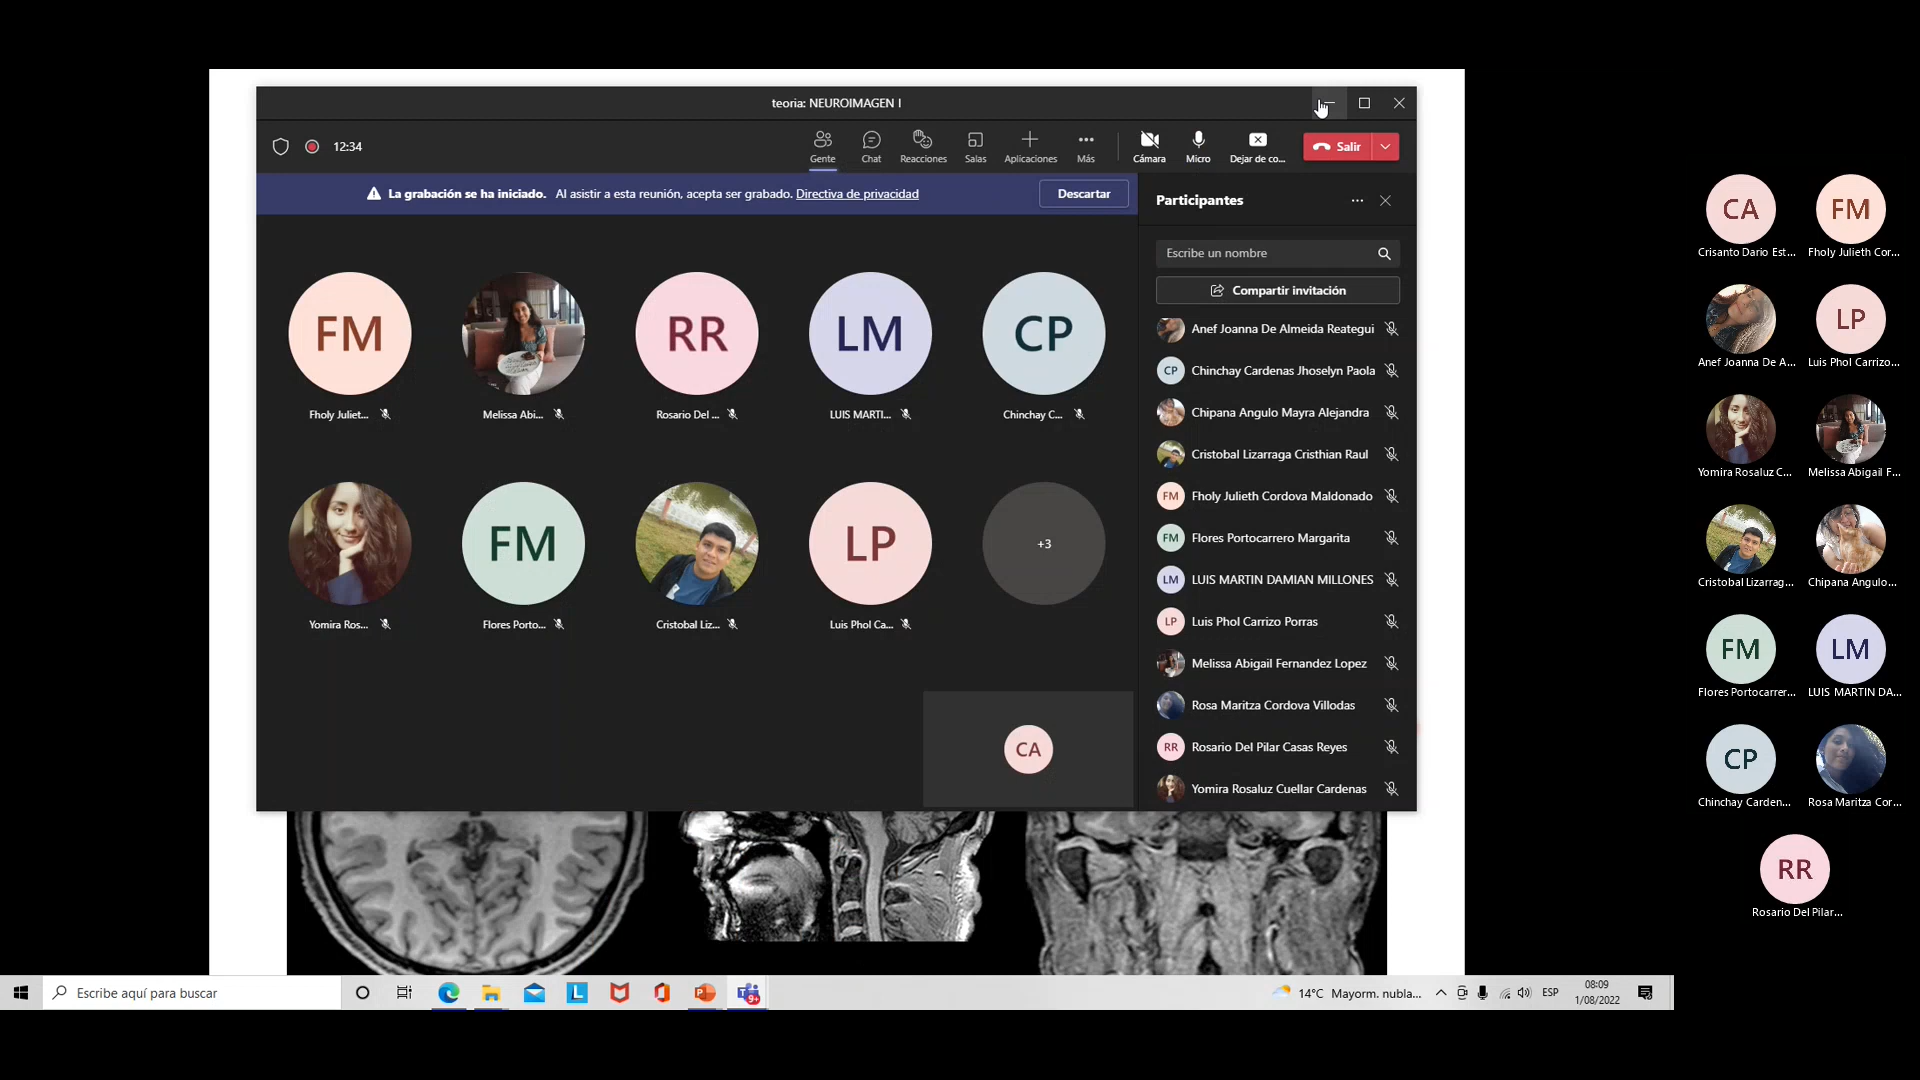 teoria: NEUROIMAGEN I
12:34
Gente
Chat
Reacciones
Salas
Aplicaciones
Más
Cámara
Micro
Dejar de co...
Salir
La grabación se ha iniciado. Al asistir a esta reunión, acepta ser grabado. Directiva de privacidad
Descartar
Participantes
Escribe un nombre
Compartir invitación
FM
RR
LM
CP
Fholy Juliet...
Melissa Abi...
Rosario Del ...
LUIS MARTI...
Chinchay C...
FM
LP
+3
Yomira Ros...
Flores Porto...
Cristobal Liz...
Luis Phol Ca...
CA
Anef Joanna De Almeida Reategui
CP Chinchay Cardenas Jhoselyn Paola
Chipana Angulo Mayra Alejandra
Cristobal Lizarraga Cristhian Raul
FM Fholy Julieth Cordova Maldonado
FM Flores Portocarrero Margarita
LM LUIS MARTIN DAMIAN MILLONES
LP Luis Phol Carrizo Porras
Melissa Abigail Fernandez Lopez
Rosa Maritza Cordova Villodas
RR Rosario Del Pilar Casas Reyes
Yomira Rosaluz Cuellar Cardenas
CA
FM
Crisanto Dario Est...
Fholy Julieth Cor...
LP
Anef Joanna De A...
Luis Phol Carrizo...
Yomira Rosaluz C...
Melissa Abigail F...
Cristobal Lizarrag...
Chipana Angulo...
FM
LM
Flores Portocarrer...
LUIS MARTIN DA...
CP
Chinchay Carden...
Rosa Maritza Cor...
RR
Rosario Del Pilar...
Escribe aquí para buscar
L
9+
14°C Mayorm. nubla...
ESP
08:09
1/08/2022